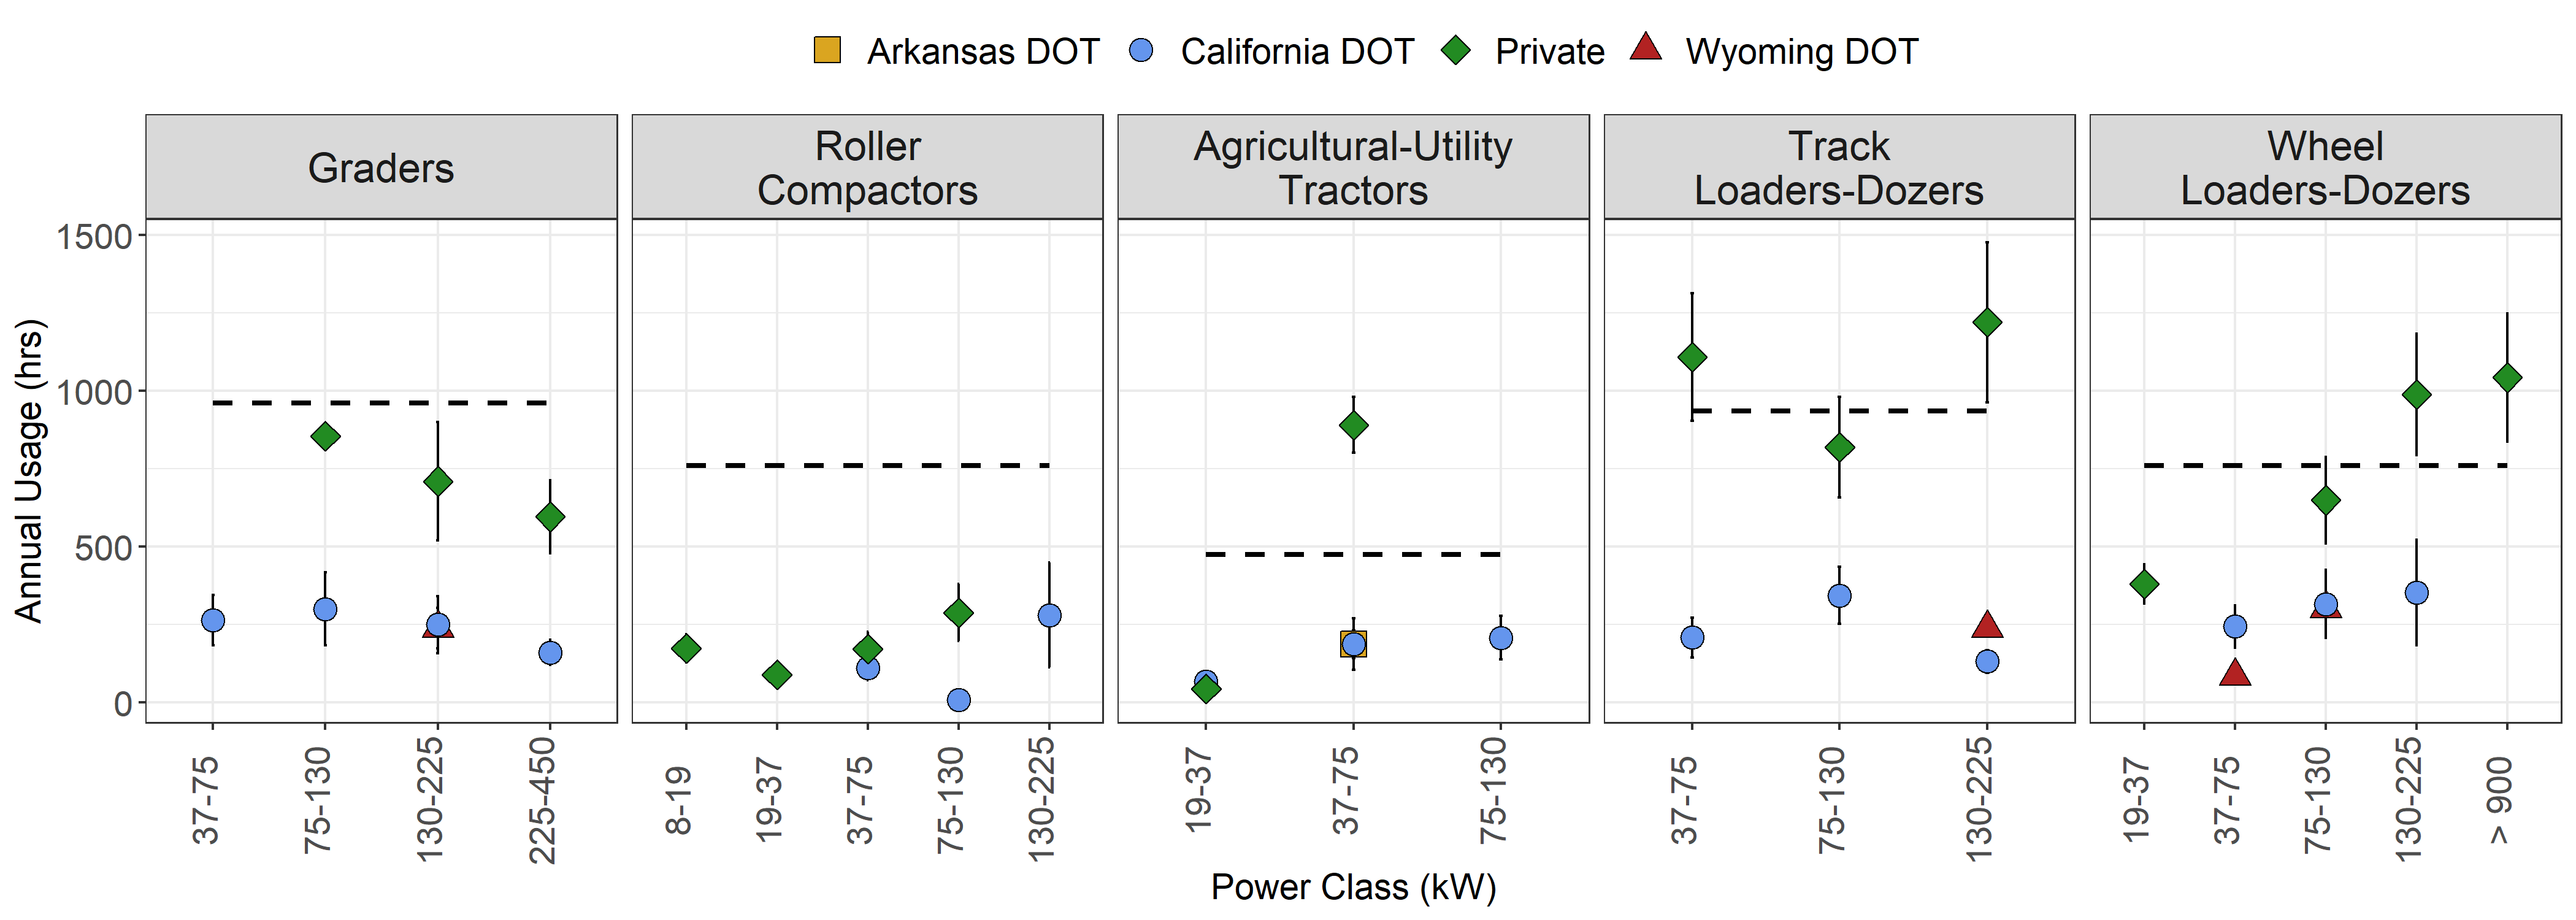 Arkansas DOT California DOT Private Wyoming DOT
Graders
Roller
Compactors
Agricultural-Utility
Tractors
Track
Loaders-Dozers
Wheel
Loaders-Dozers
Annual Usage (hrs)
1500
1000
500
0
37-75 75-130 130-225 225-450
8-19 19-37 37-75 75-130 130-225
19-37 37-75 75-130
37-75 75-130 130-225
19-37 37-75 75-130 130-225 > 900
Power Class (kW)